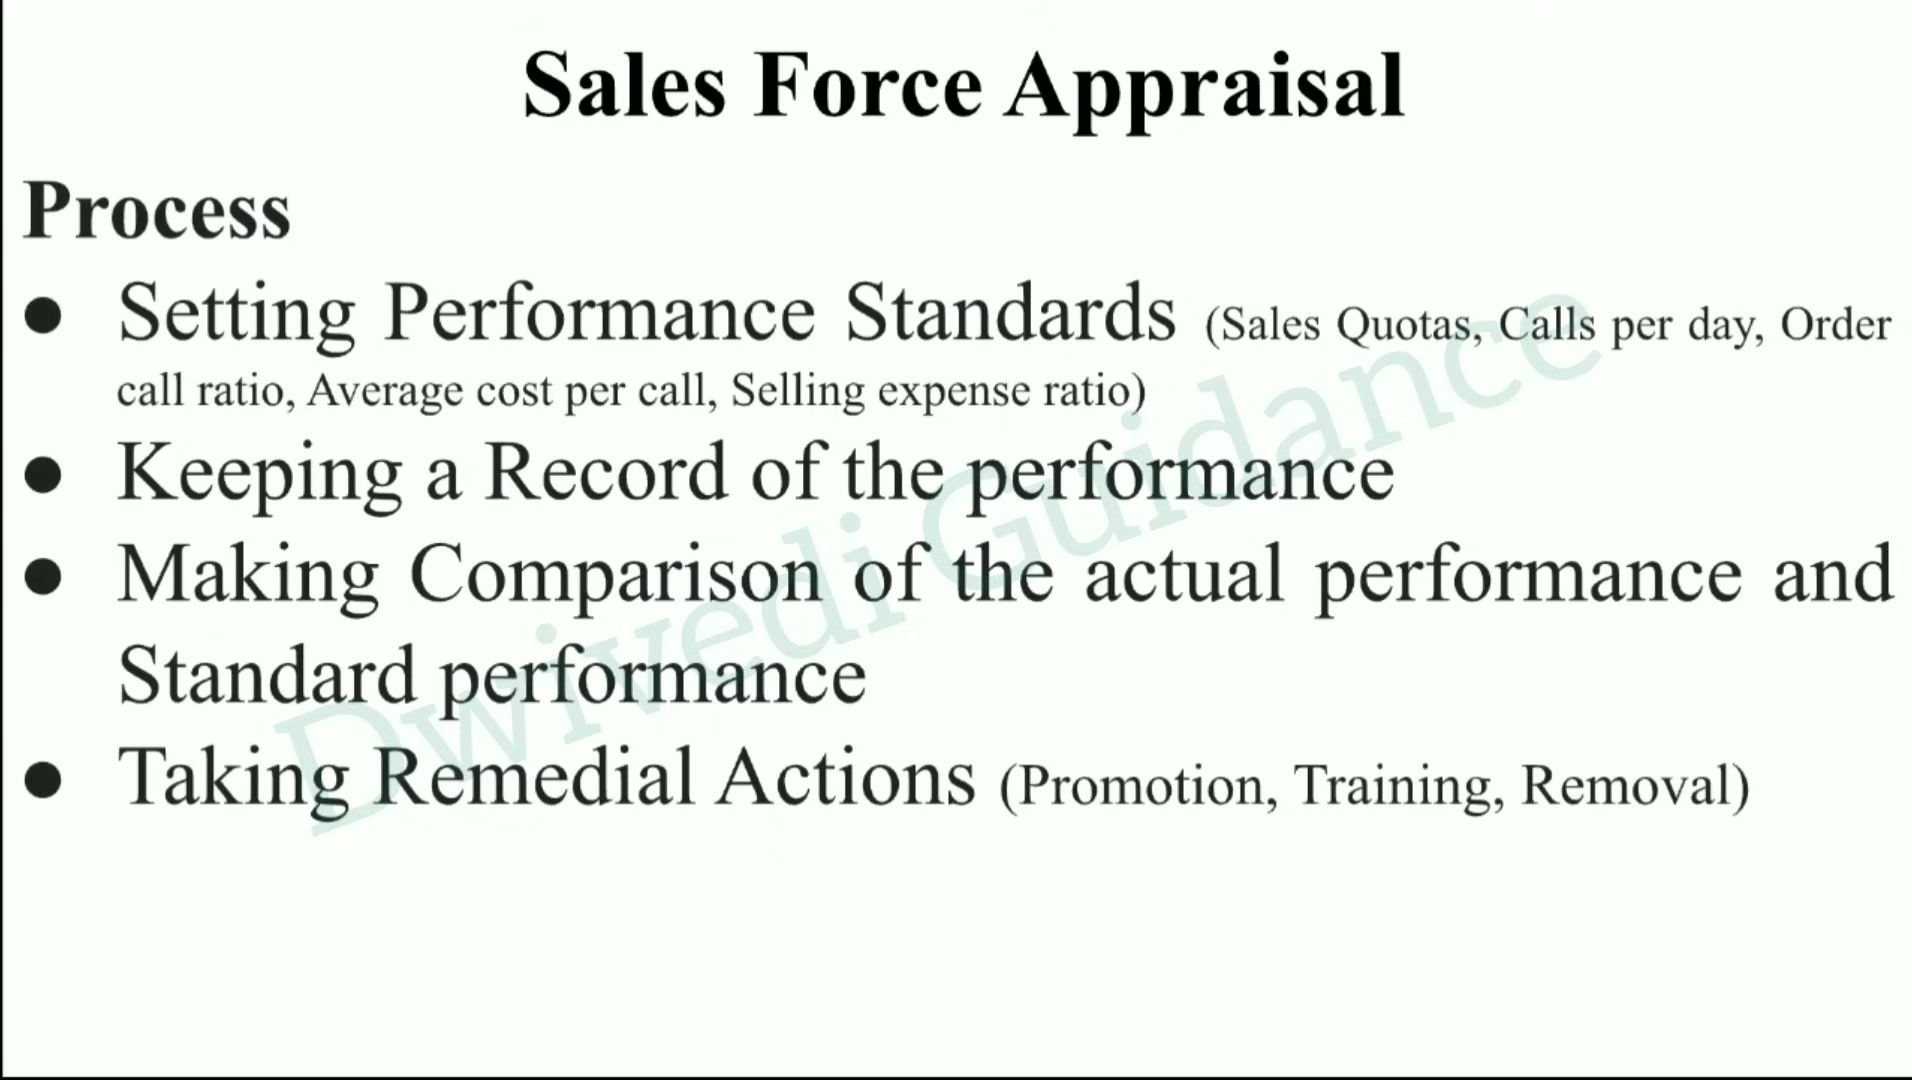 Sales Force Appraisal
Process
● Setting Performance Standards (Sales Quotas, Calls per day, Order
call ratio, Average cost per call, Selling expense ratio)
● Keeping a Record of the performance
● Making Comparison of the actual performance and
Standard performance
● Taking Remedial Actions (Promotion, Training, Removal)
Dwivedi Guidance